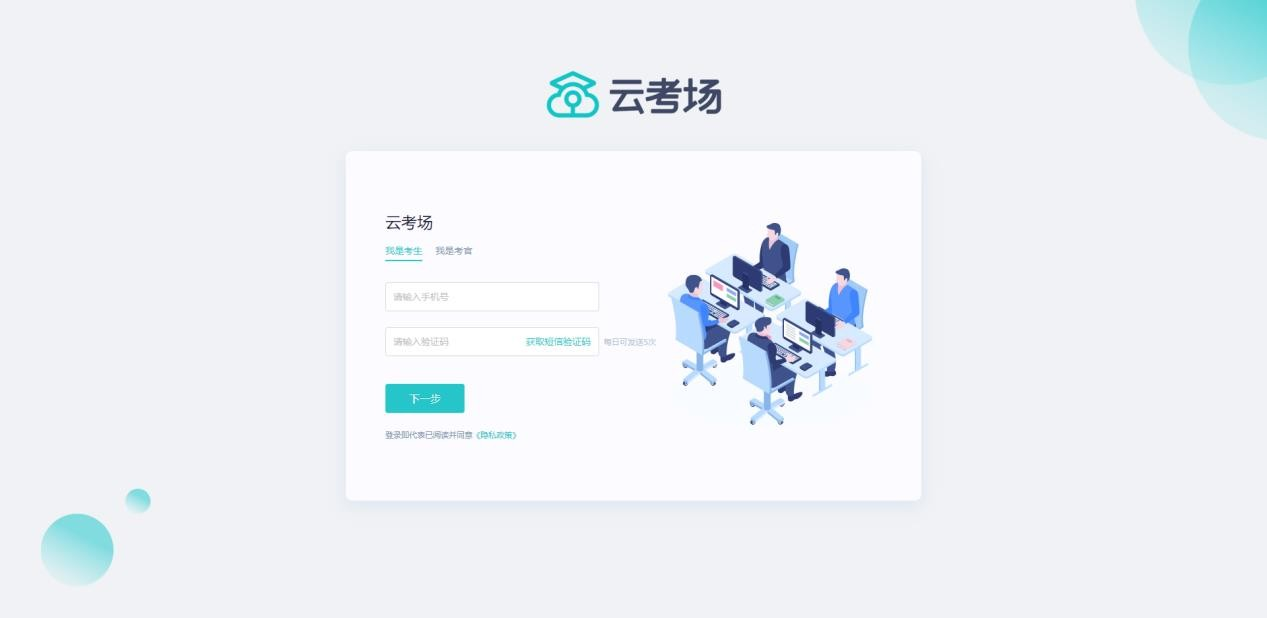 云考场
云考场
我是考生 我是考官
请输入手机号
请输入验证码 获取短信验证码 每日可发送5次
下一步
登录即代表已阅读并同意《隐私政策》